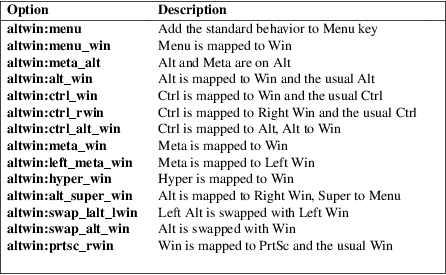 Option Description
altwin:menu Add the standard behavior to Menu key
altwin:menu_win Menu is mapped to Win
altwin:meta_alt Alt and Meta are on Alt
altwin:alt_win Alt is mapped to Win and the usual Alt
altwin:ctrl_win Ctrl is mapped to Win and the usual Ctrl
altwin:ctrl_rwin Ctrl is mapped to Right Win and the usual Ctrl
altwin:ctrl_alt_win Ctrl is mapped to Alt, Alt to Win
altwin:meta_win Meta is mapped to Win
altwin:left_meta_win Meta is mapped to Left Win
altwin:hyper_win Hyper is mapped to Win
altwin:alt_super_win Alt is mapped to Right Win, Super to Menu
altwin:swap_lalt_lwin Left Alt is swapped with Left Win
altwin:swap_alt_win Alt is swapped with Win
altwin:prtsc_rwin Win is mapped to PrtSc and the usual Win